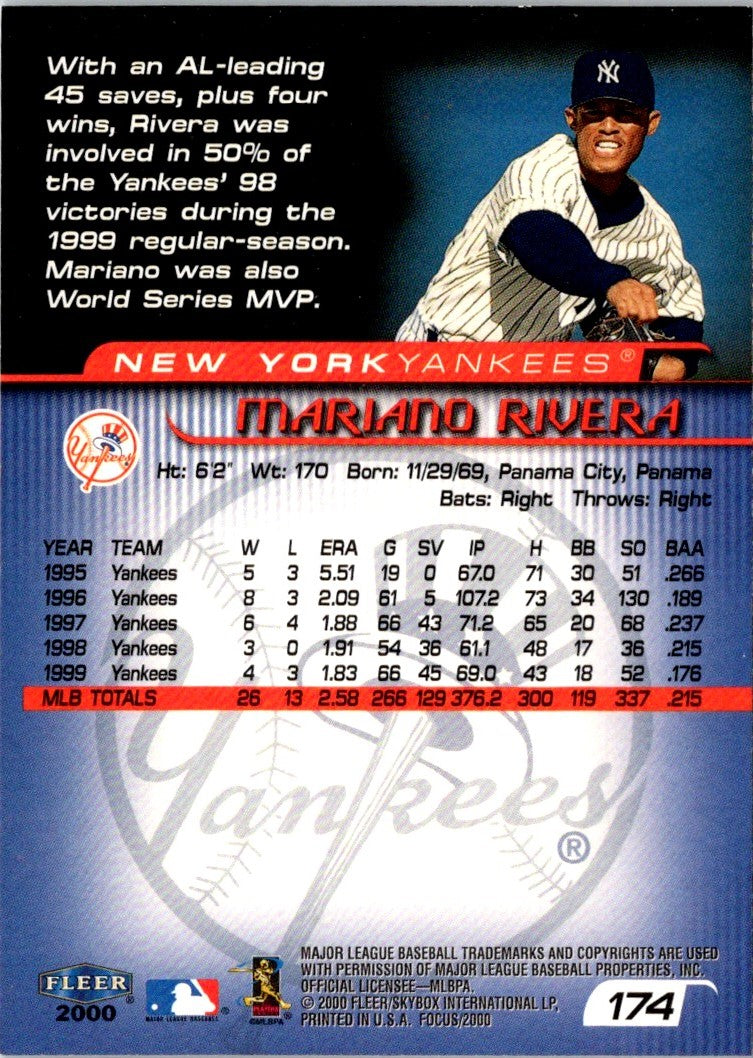 With an AL-leading
45 saves, plus four
wins, Rivera was
involved in 50% of
the Yankees' 98
victories during the
1999 regular-season.
Mariano was also
World Series MVP.
NY
NEW YORKYANKEES®
MARIANO RIVERA
Yankees
Ht: 6'2" Wt: 170 Born: 11/29/69, Panama City, Panama
Bats: Right Throws: Right
YEAR TEAM W L ERA G SV IP H BB SO BAA
1995 Yankees 5 3 5.51 19 0 67.0 71 30 51 .266
1996 Yankees 8 3 2.09 61 5 107.2 73 34 130 .189
1997 Yankees 6 4 1.88 66 43 71.2 65 20 68 .237
1998 Yankees 3 0 1.91 54 36 61.1 48 17 36 .215
1999 Yankees 4 3 1.83 66 45 69.0 43 18 52 .176
MLB TOTALS 26 13 2.58 266 129 376.2 300 119 337 .215
Yankees®
MAJOR LEAGUE BASEBALL TRADEMARKS AND COPYRIGHTS ARE USED
WITH PERMISSION OF MAJOR LEAGUE BASEBALL PROPERTIES, INC.
OFFICIAL LICENSEE—MLBPA.
© 2000 FLEER/SKYBOX INTERNATIONAL LP,
PRINTED IN U.S.A. FOCUS/2000
FLEER®
2000
MAJOR LEAGUE BASEBALL
PLAYERS
©MLBPA
174